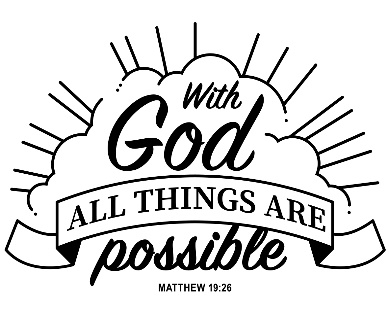 With
God
ALL THINGS ARE
possible
MATTHEW 19:26